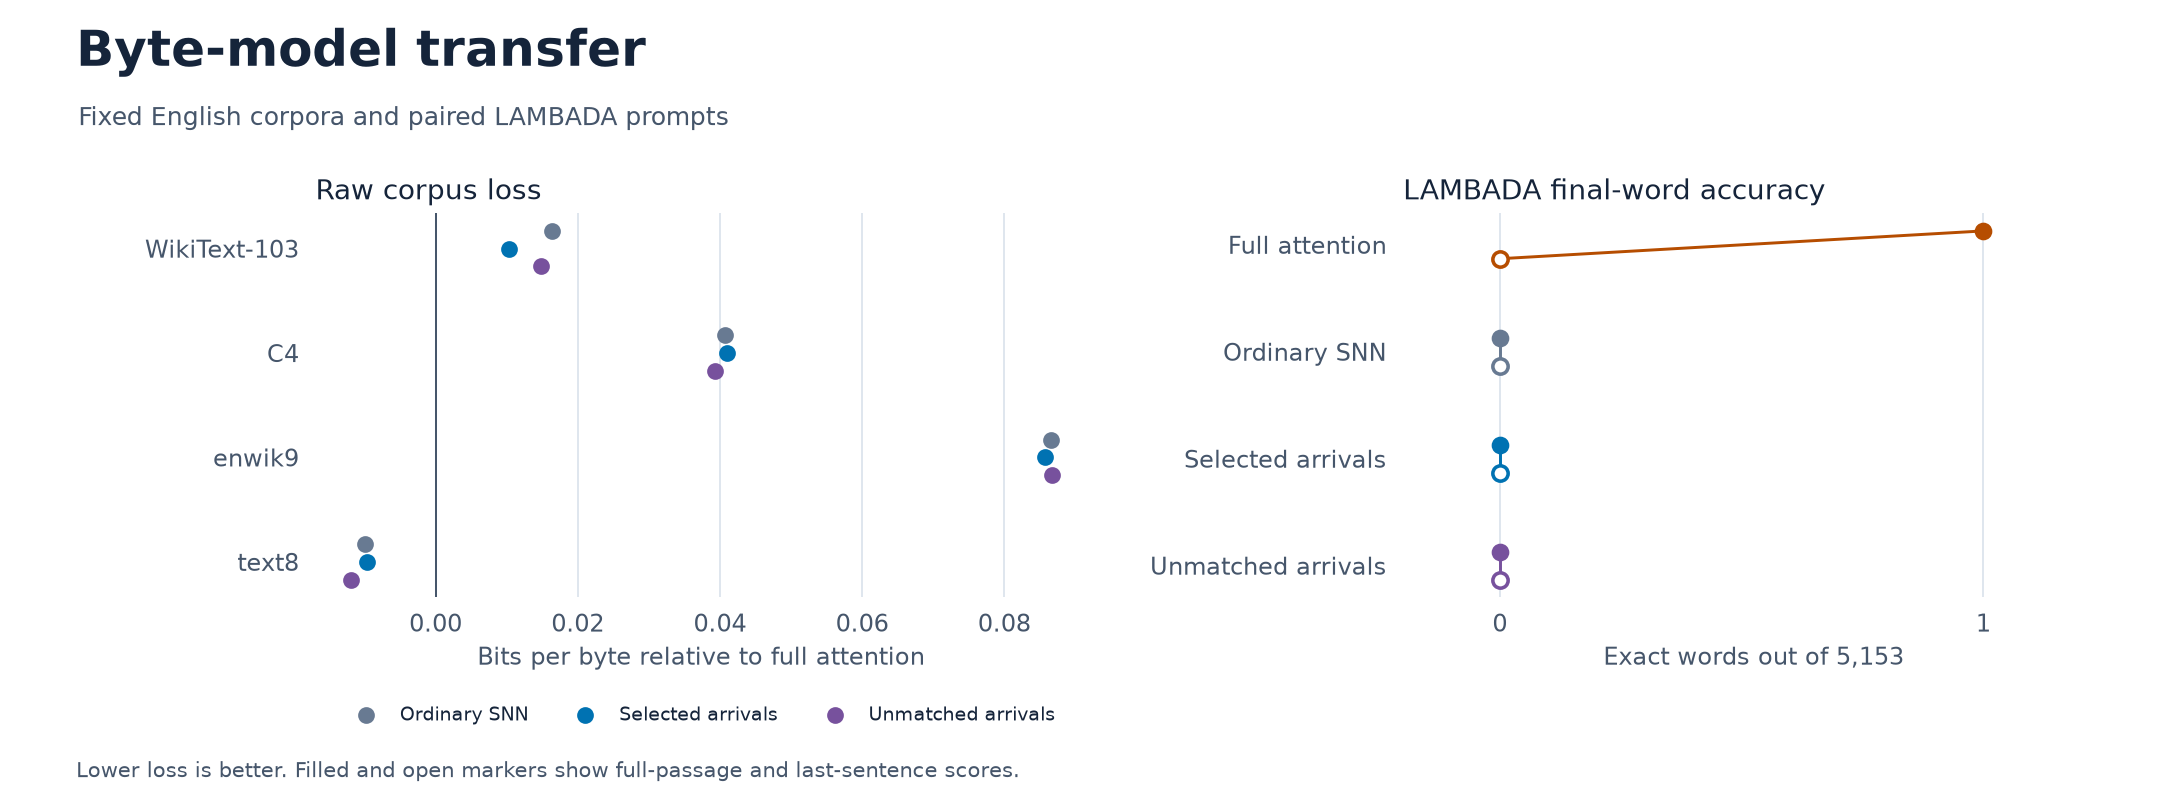 Byte-model transfer
Fixed English corpora and paired LAMBADA prompts
Raw corpus loss
WikiText-103
C4
enwik9
text8
0.00 0.02 0.04 0.06 0.08
Bits per byte relative to full attention
Ordinary SNN Selected arrivals Unmatched arrivals
LAMBADA final-word accuracy
Full attention
Ordinary SNN
Selected arrivals
Unmatched arrivals
0 1
Exact words out of 5,153
Lower loss is better. Filled and open markers show full-passage and last-sentence scores.